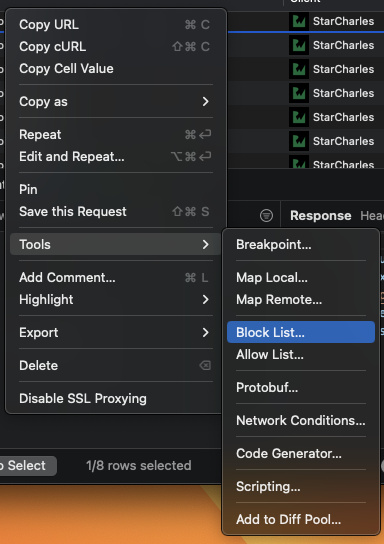 Client
Copy URL ⌘ C
StarCharles
Copy cURL ⇧⌘ C
StarCharles
Copy Cell Value
StarCharles
Copy as
StarCharles
StarCharles
Repeat ⌘↩
StarCharles
Edit and Repeat... ⌥⌘↩
StarCharles
Pin
Save this Request ⇧⌘ S
Response
Tools
Breakpoint...
Add Comment... ⌘ L
Map Local...
Highlight
Map Remote...
Export
Block List...
Allow List...
Delete ⌫
Protobuf...
Disable SSL Proxying
Network Conditions...
Code Generator...
Select
1/8 rows selected
Scripting...
Add to Diff Pool...